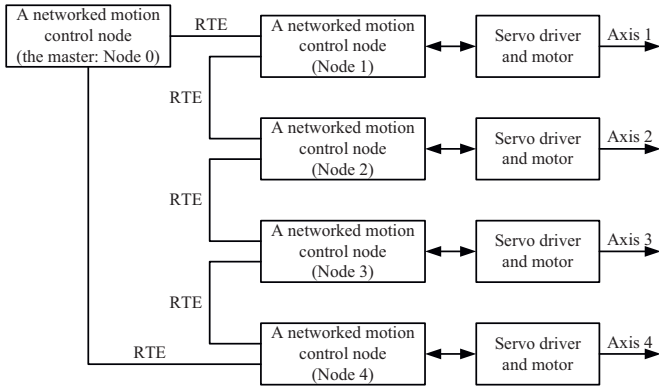 A networked motion
control node
(the master: Node 0)
RTE
A networked motion
control node
(Node 1)
Servo driver
and motor
Axis 1
RTE
A networked motion
control node
(Node 2)
Servo driver
and motor
Axis 2
RTE
A networked motion
control node
(Node 3)
Servo driver
and motor
Axis 3
RTE
A networked motion
control node
(Node 4)
Servo driver
and motor
Axis 4
RTE